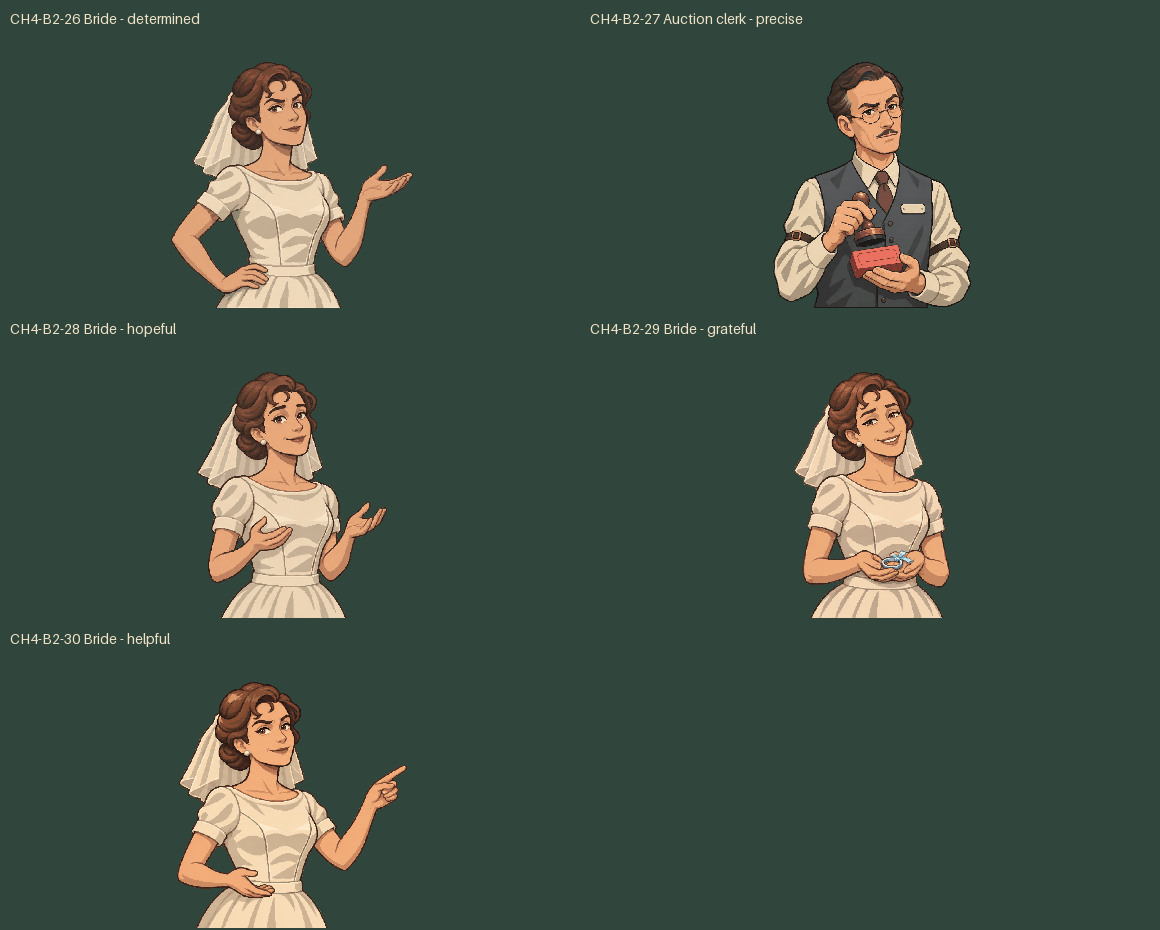 CH4-B2-26 Bride - determined
CH4-B2-27 Auction clerk - precise
CH4-B2-28 Bride - hopeful
CH4-B2-29 Bride - grateful
CH4-B2-30 Bride - helpful